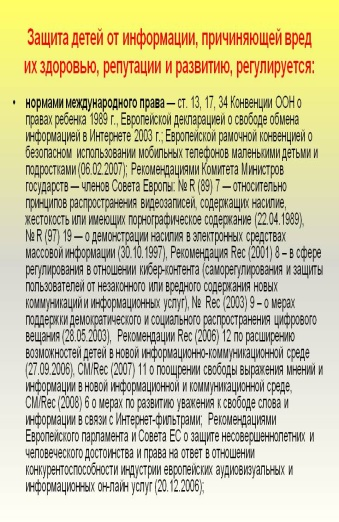 Защита детей от информации, причиняющей вред
их здоровью, репутации и развитию, регулируется:
• нормами международного права — ст. 13, 17, 34 Конвенции ООН о
правах ребенка 1989 г., Европейской декларацией о свободе обмена
информацией в Интернете 2003 г.; Европейской рамочной конвенцией о
безопасном использовании мобильных телефонов маленькими детьми и
подростками (06.02.2007); Рекомендациями Комитета Министров
государств — членов Совета Европы: № R (89) 7 — относительно
принципов распространения видеозаписей, содержащих насилие,
жестокость или имеющих порнографическое содержание (22.04.1989),
№ R (97) 19 — о демонстрации насилия в электронных средствах
массовой информации (30.10.1997), Рекомендация Rec (2001) 8 – в сфере
регулирования в отношении кибер-контента (саморегулирования и защиты
пользователей от незаконного или вредного содержания новых
коммуникаций и информационных услуг), № Rec (2003) 9 – о мерах
поддержки демократического и социального распространения цифрового
вещания (28.05.2003), Рекомендации Rec (2006) 12 по расширению
возможностей детей в новой информационно-коммуникационной среде
(27.09.2006), CM/Rec (2007) 11 о поощрении свободы выражения мнений и
информации в новой информационной и коммуникационной среде,
CM/Rec (2008) 6 о мерах по развитию уважения к свободе слова и
информации в связи с Интернет-фильтрами; Рекомендациями
Европейского парламента и Совета ЕС о защите несовершеннолетних и
человеческого достоинства и права на ответ в отношении
конкурентоспособности индустрии европейских аудиовизуальных и
информационных он-лайн услуг (20.12.2006);